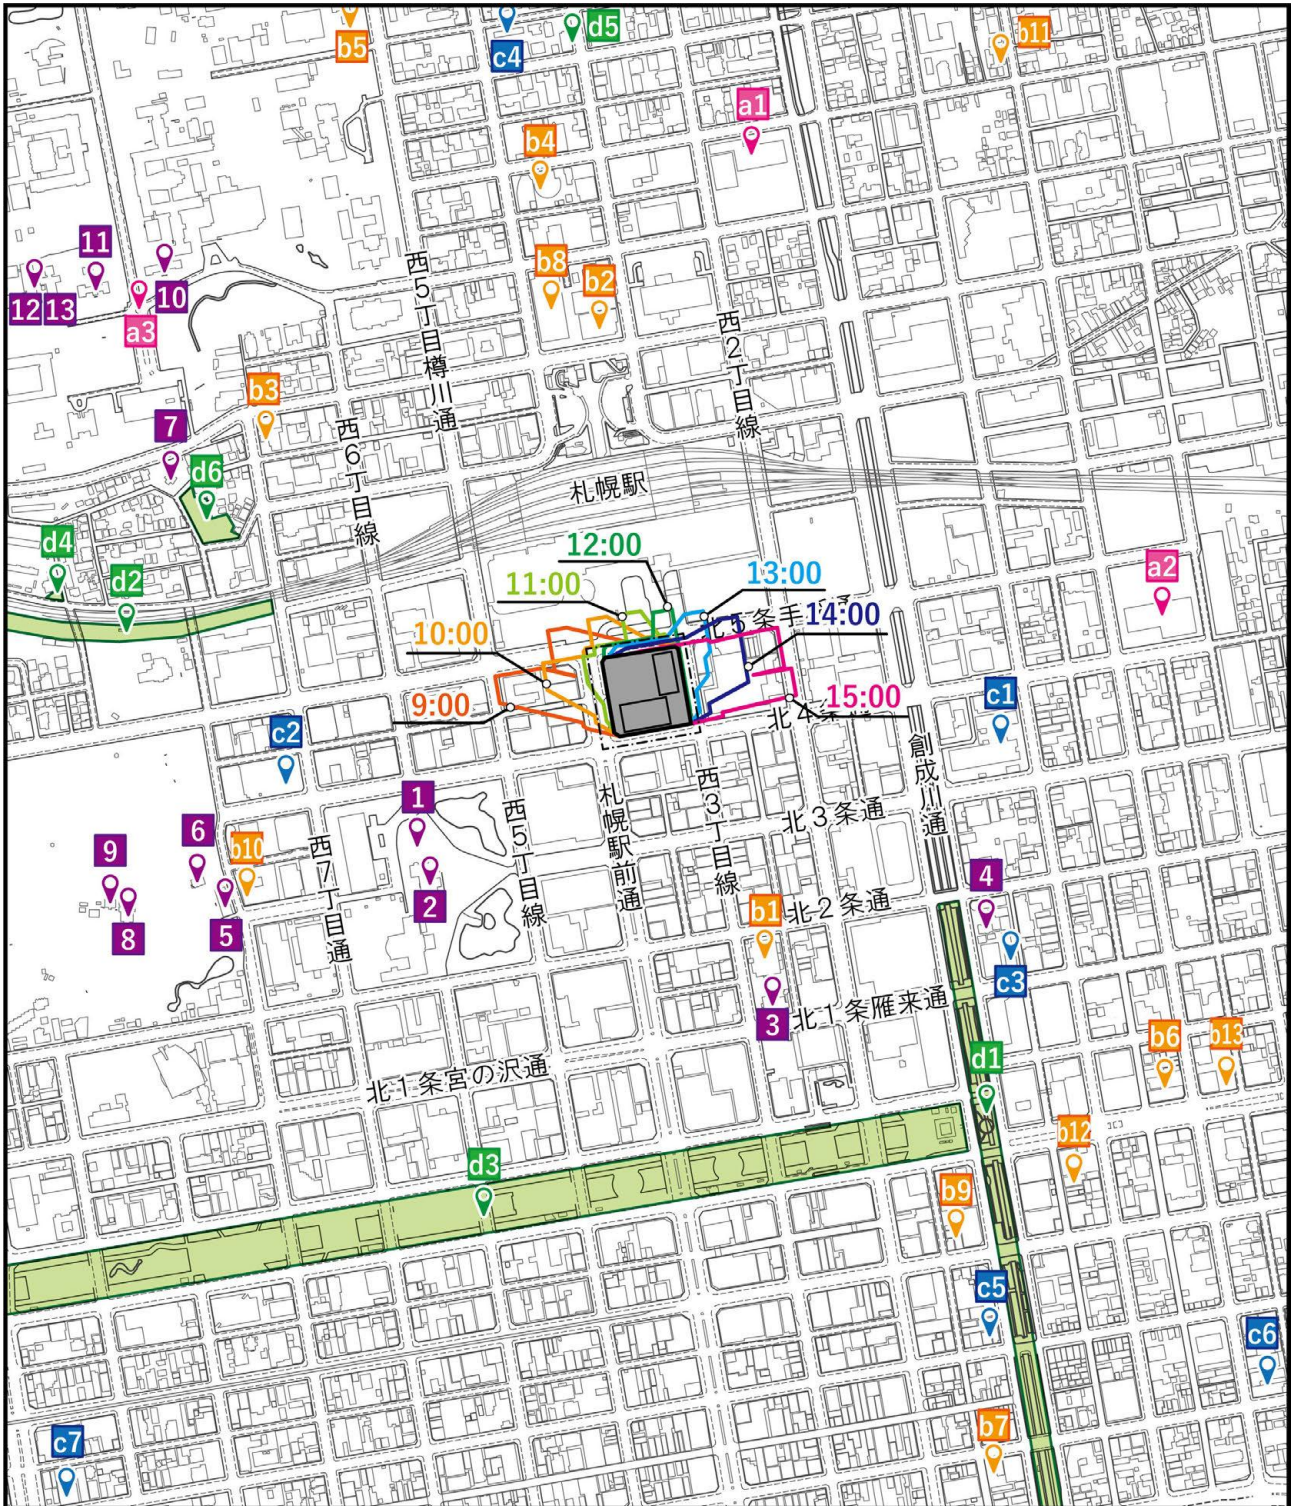 b5
c4
d5
b11
a1
b4
11
12 13
10
a3
西5丁目樽川通
b8
b2
西2丁目線
b3
西6丁目線
7
d6
札幌駅
d4
d2
12:00
11:00
13:00
a2
北5条手
通
14:00
10:00
9:00
15:00
北4条
c1
c2
創成川通
1
西5丁目線
札幌駅前通
西3丁目線
北3条通
6
9
b10
西7丁目通
2
4
8
5
b1
北2条通
c3
3
北1条雁来通
b6
b13
d1
北1条宮の沢通
b12
d3
b9
c5
c6
c7
b7